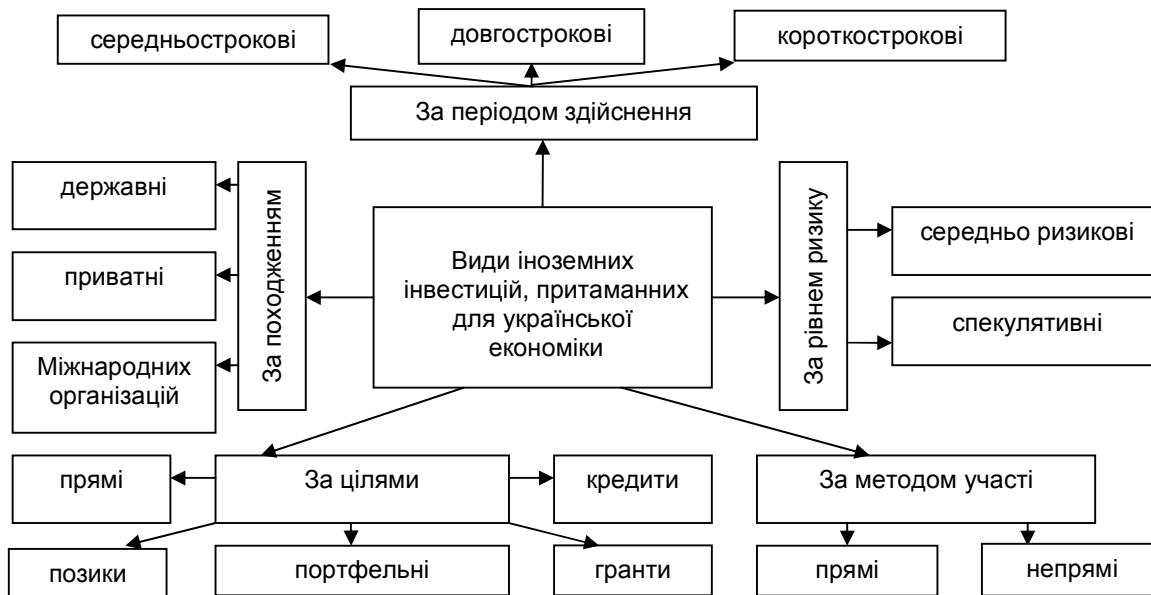 середньострокові
довгострокові
короткострокові
За періодом здійснення
державні
приватні
Міжнародних
організацій
За походженням
Види іноземних
інвестицій, притаманних
для української
економіки
За рівнем ризику
середньо ризикові
спекулятивні
прямі
За цілями
кредити
За методом участі
позики
портфельні
гранти
прямі
непрямі